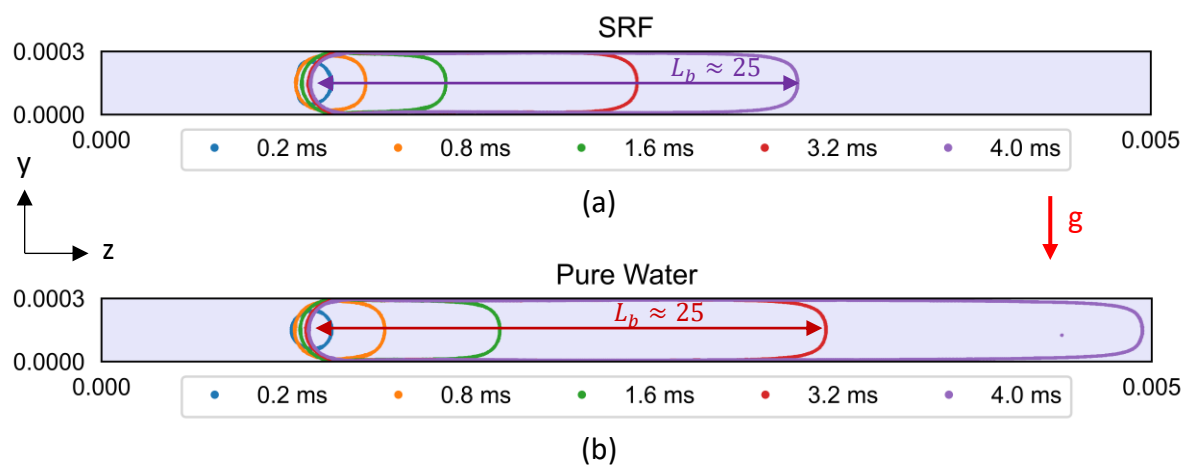 SRF
0.0003
L_b ≈ 25
0.0000
0.000
0.005
0.2 ms 0.8 ms 1.6 ms 3.2 ms 4.0 ms
(a)
y
z
g
Pure Water
0.0003
L_b ≈ 25
0.0000
0.000
0.005
0.2 ms 0.8 ms 1.6 ms 3.2 ms 4.0 ms
(b)